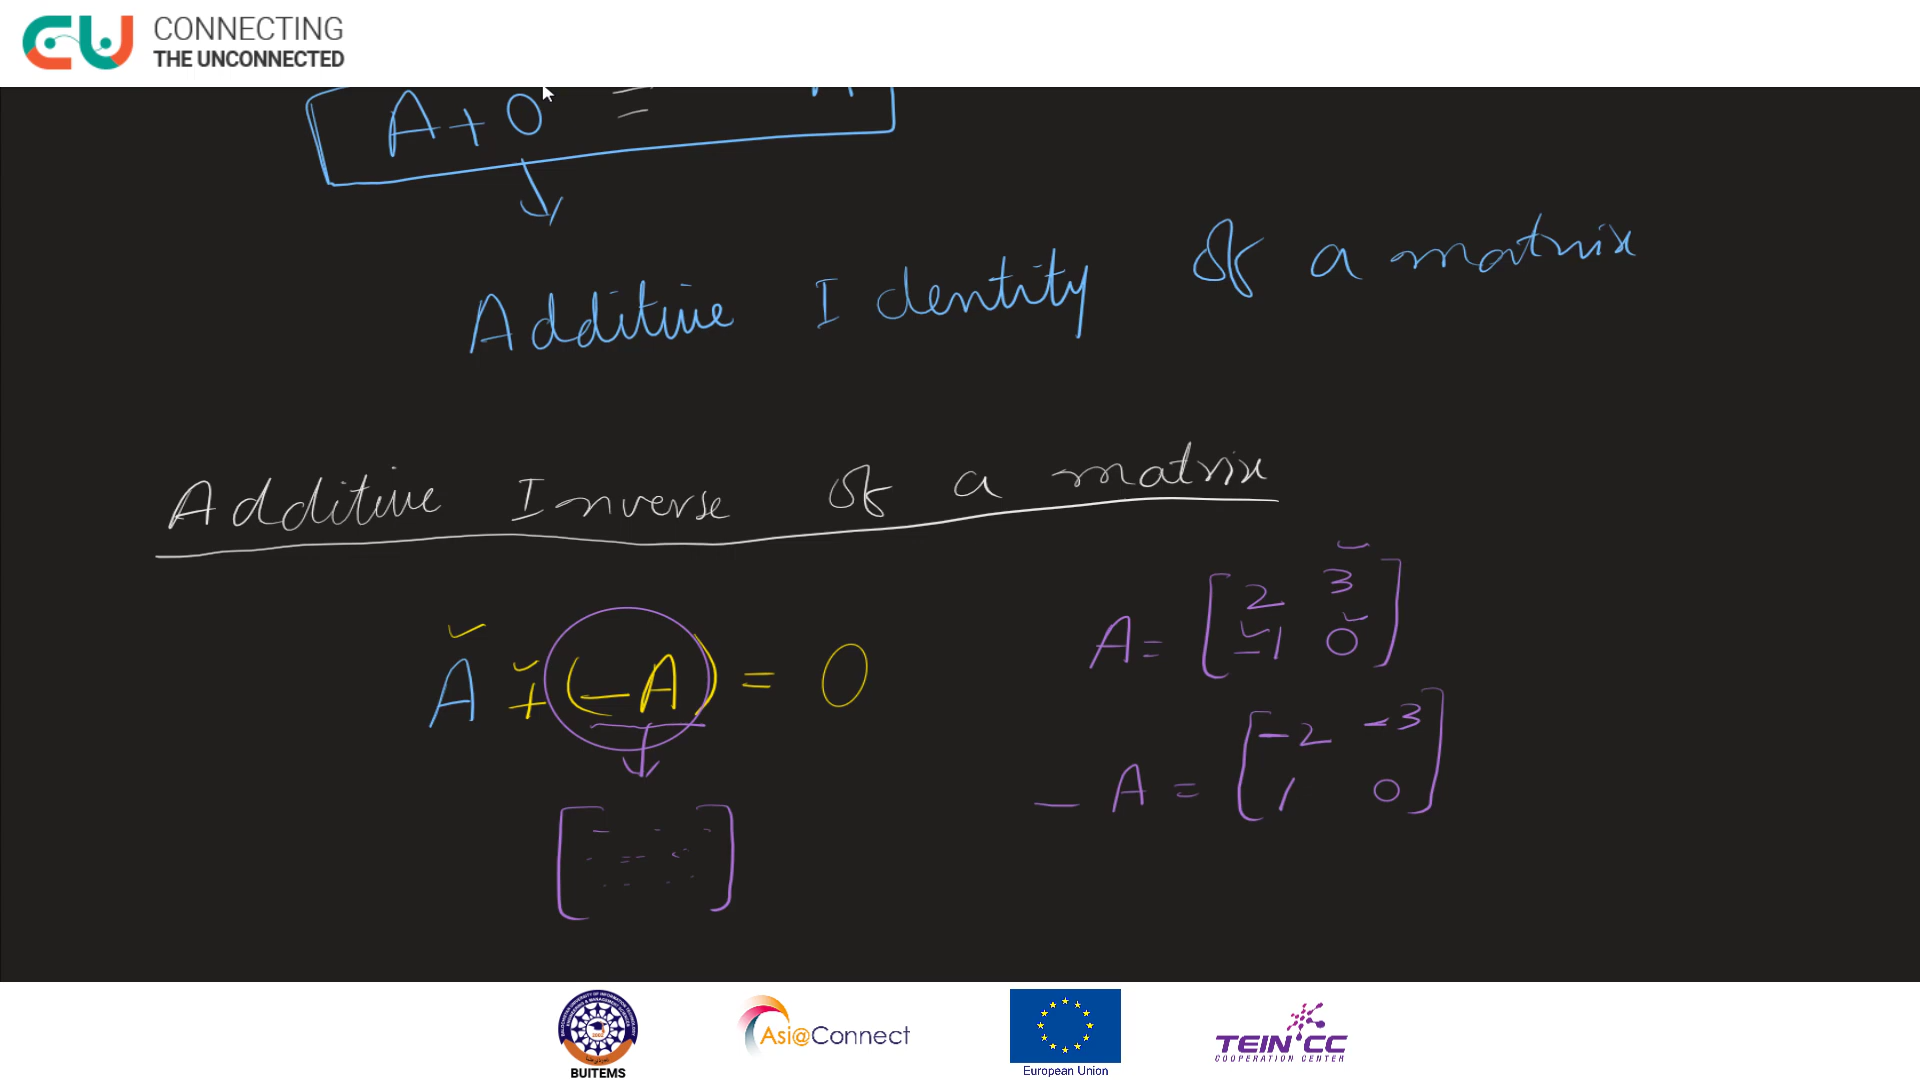 CONNECTING
THE UNCONNECTED
A + 0 =
Additive Identity of a matrix
Additive Inverse of a matrix
A + (-A) = 0
A = [2 3
-1 0]
-A = [-2 -3
1 0]
BUITEMS
Asi@Connect
European Union
TEIN*CC
COOPERATION CENTER